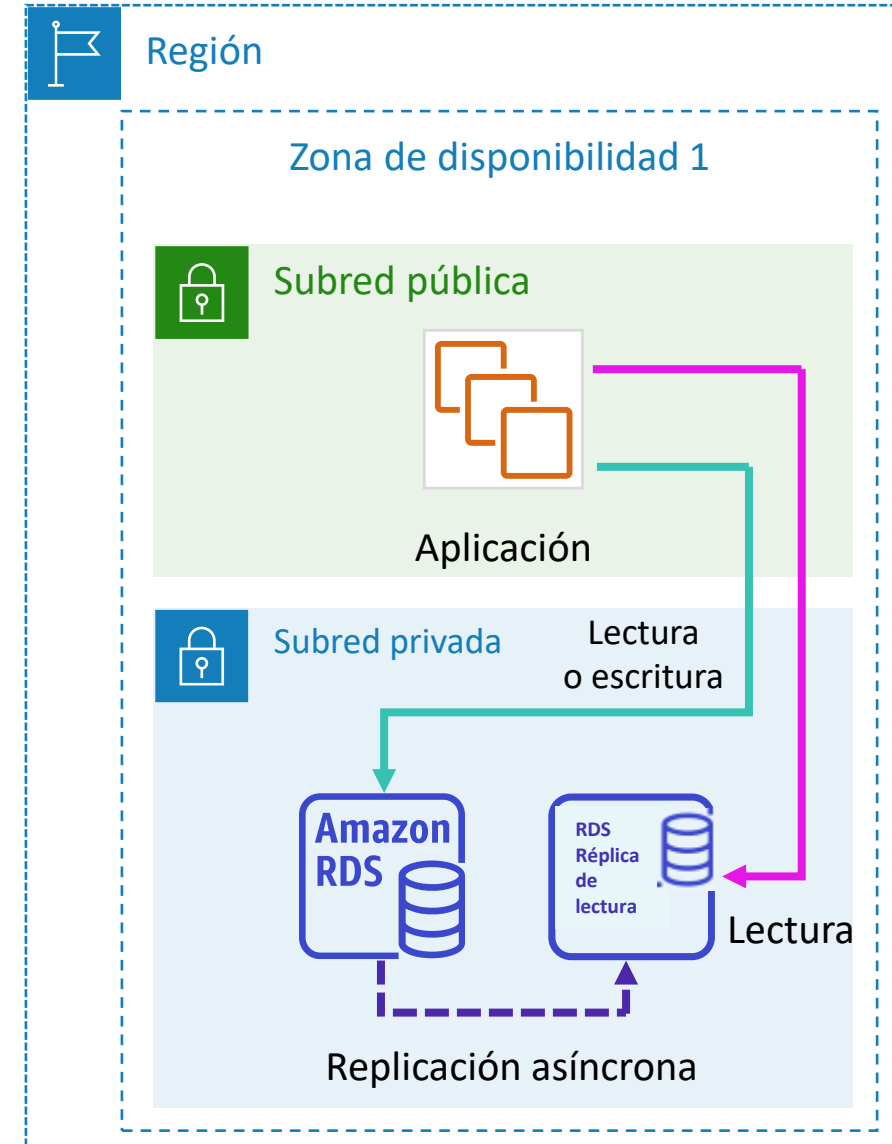 Región
Zona de disponibilidad 1
Subred pública
Aplicación
Subred privada
Lectura
o escritura
Amazon
RDS
RDS
Réplica
de
lectura
Lectura
Replicación asíncrona